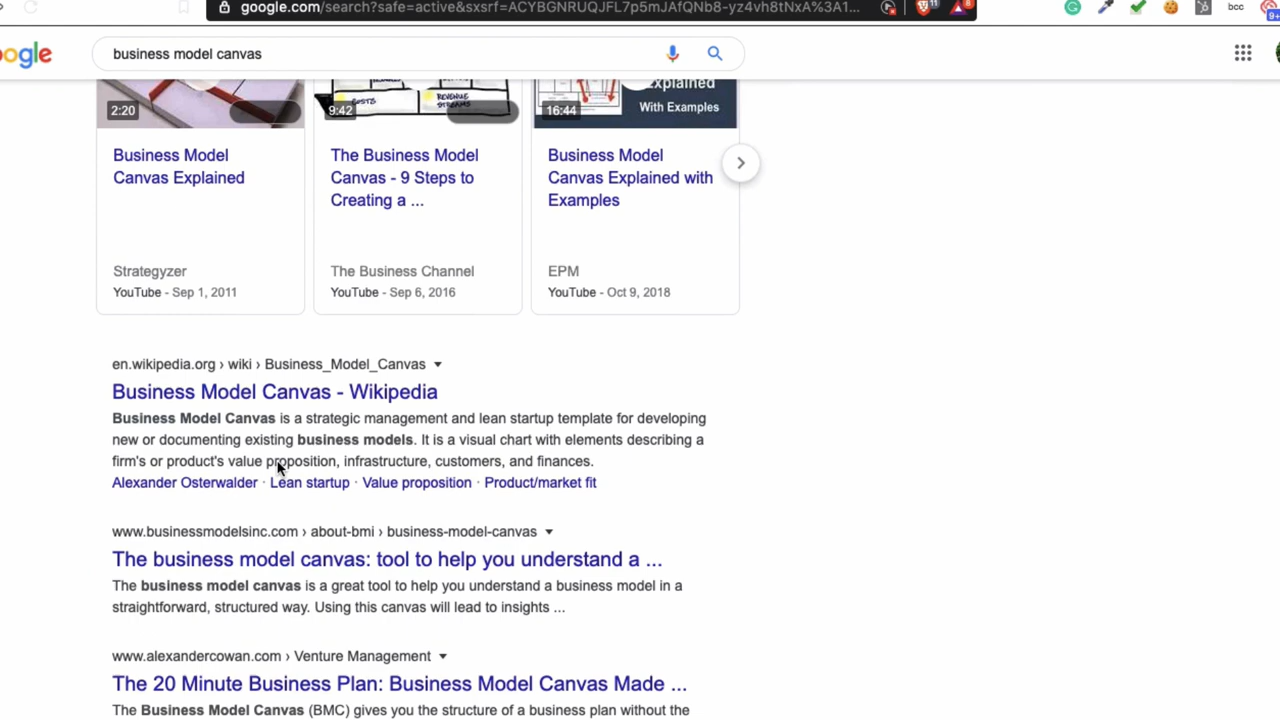 google.com/search?safe=active&sxsrf=ACYBGNRUQJFL7p5mJAfQNb8-yz4vh8tNxA%3A1...
11
bcc
9+
ogle
business model canvas
2:20
COSTS
REVENUE
STREAMS
9:42
Explained
With Examples
16:44
Business Model
Canvas Explained
Strategyzer
YouTube - Sep 1, 2011
The Business Model
Canvas - 9 Steps to
Creating a ...
The Business Channel
YouTube - Sep 6, 2016
Business Model
Canvas Explained with
Examples
EPM
YouTube - Oct 9, 2018
en.wikipedia.org › wiki › Business_Model_Canvas
Business Model Canvas - Wikipedia
Business Model Canvas is a strategic management and lean startup template for developing
new or documenting existing business models. It is a visual chart with elements describing a
firm's or product's value proposition, infrastructure, customers, and finances.
Alexander Osterwalder · Lean startup · Value proposition · Product/market fit
www.businessmodelsinc.com › about-bmi › business-model-canvas
The business model canvas: tool to help you understand a ...
The business model canvas is a great tool to help you understand a business model in a
straightforward, structured way. Using this canvas will lead to insights ...
www.alexandercowan.com › Venture Management
The 20 Minute Business Plan: Business Model Canvas Made ...
The Business Model Canvas (BMC) gives you the structure of a business plan without the